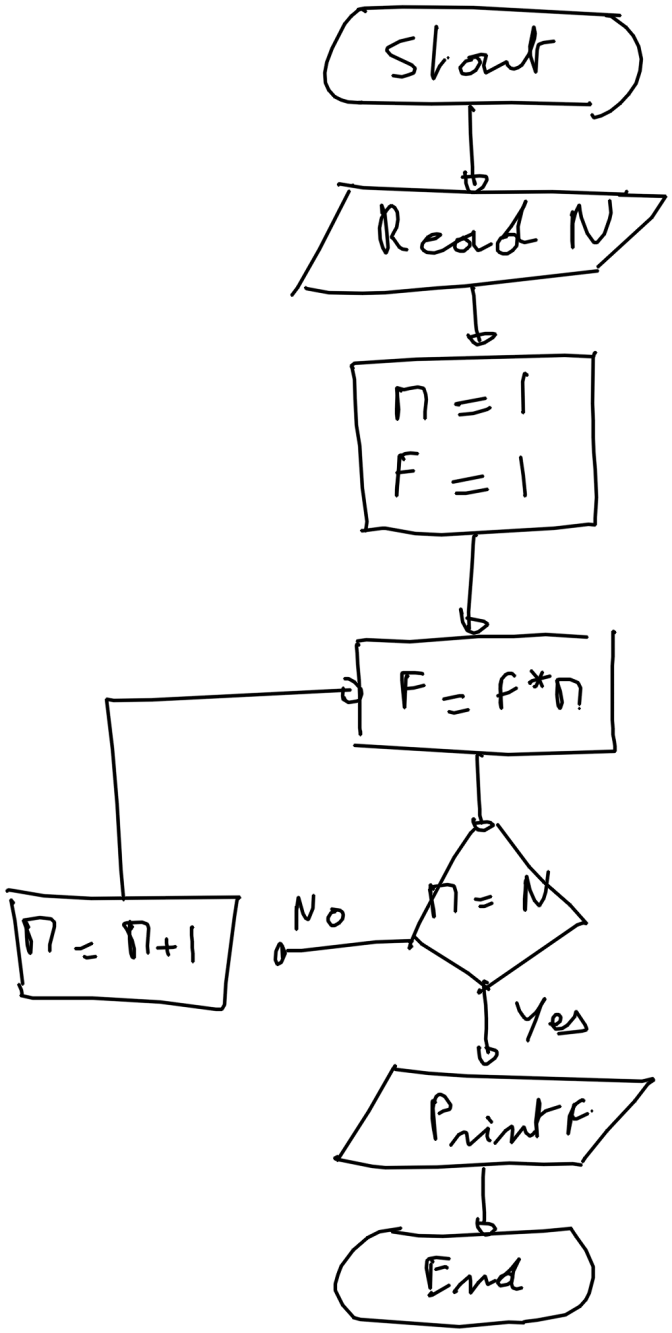 Start
Read N
n = 1
F = 1
F = F*n
n = N
No
n = n+1
Yes
Print F
End